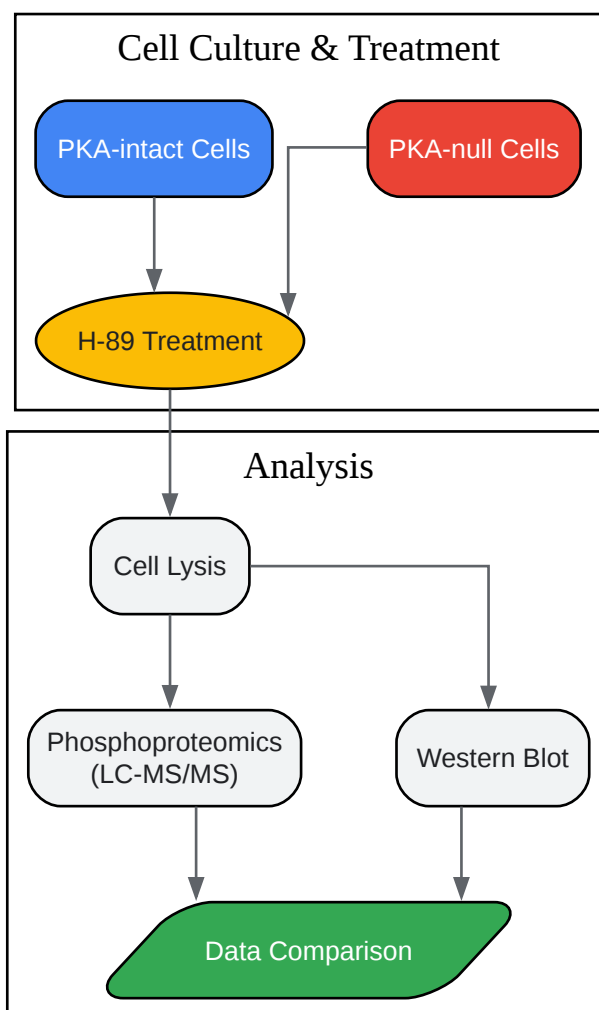 Cell Culture & Treatment
PKA-intact Cells
PKA-null Cells
H-89 Treatment
Analysis
Cell Lysis
Phosphoproteomics
(LC-MS/MS)
Western Blot
Data Comparison